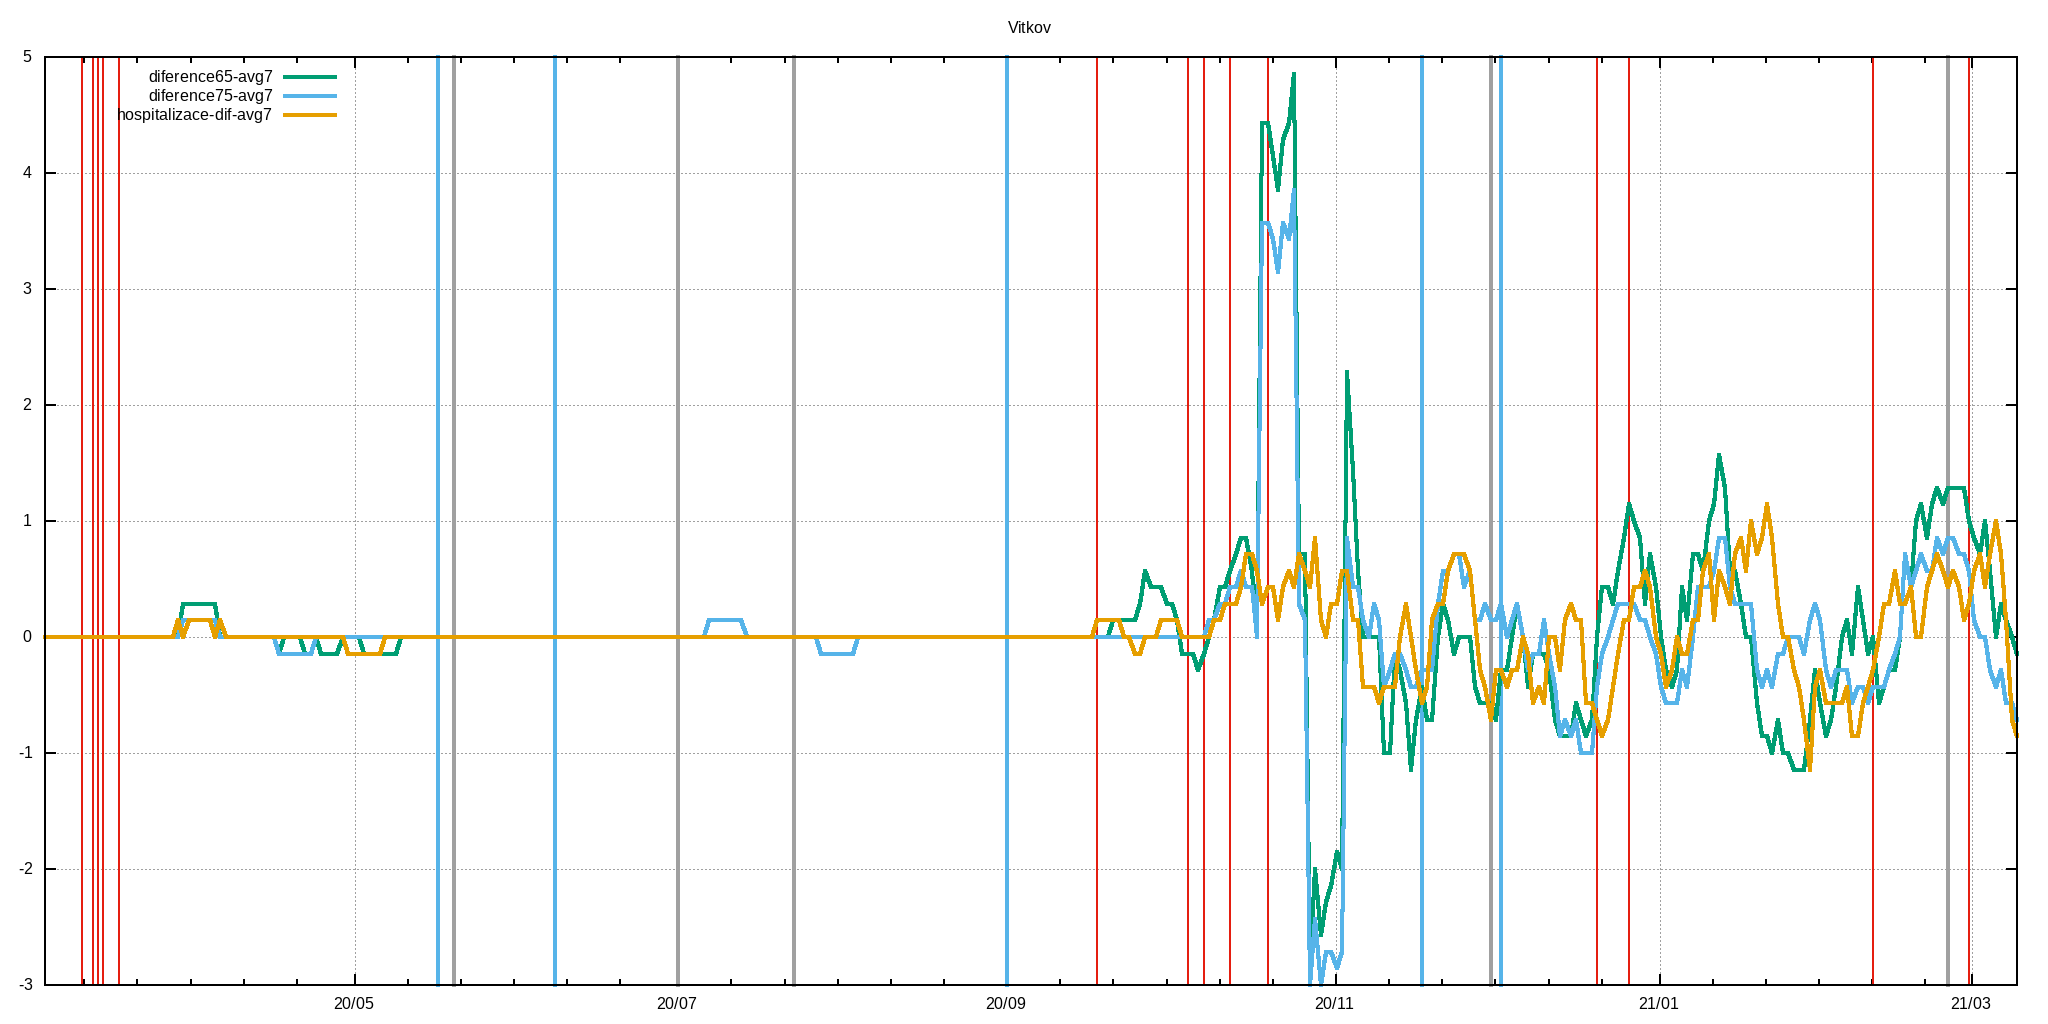 Vitkov
5
diference65-avg7
diference75-avg7
hospitalizace-dif-avg7
4
3
2
1
0
-1
-2
-3
20/05 20/07 20/09 20/11 21/01 21/03